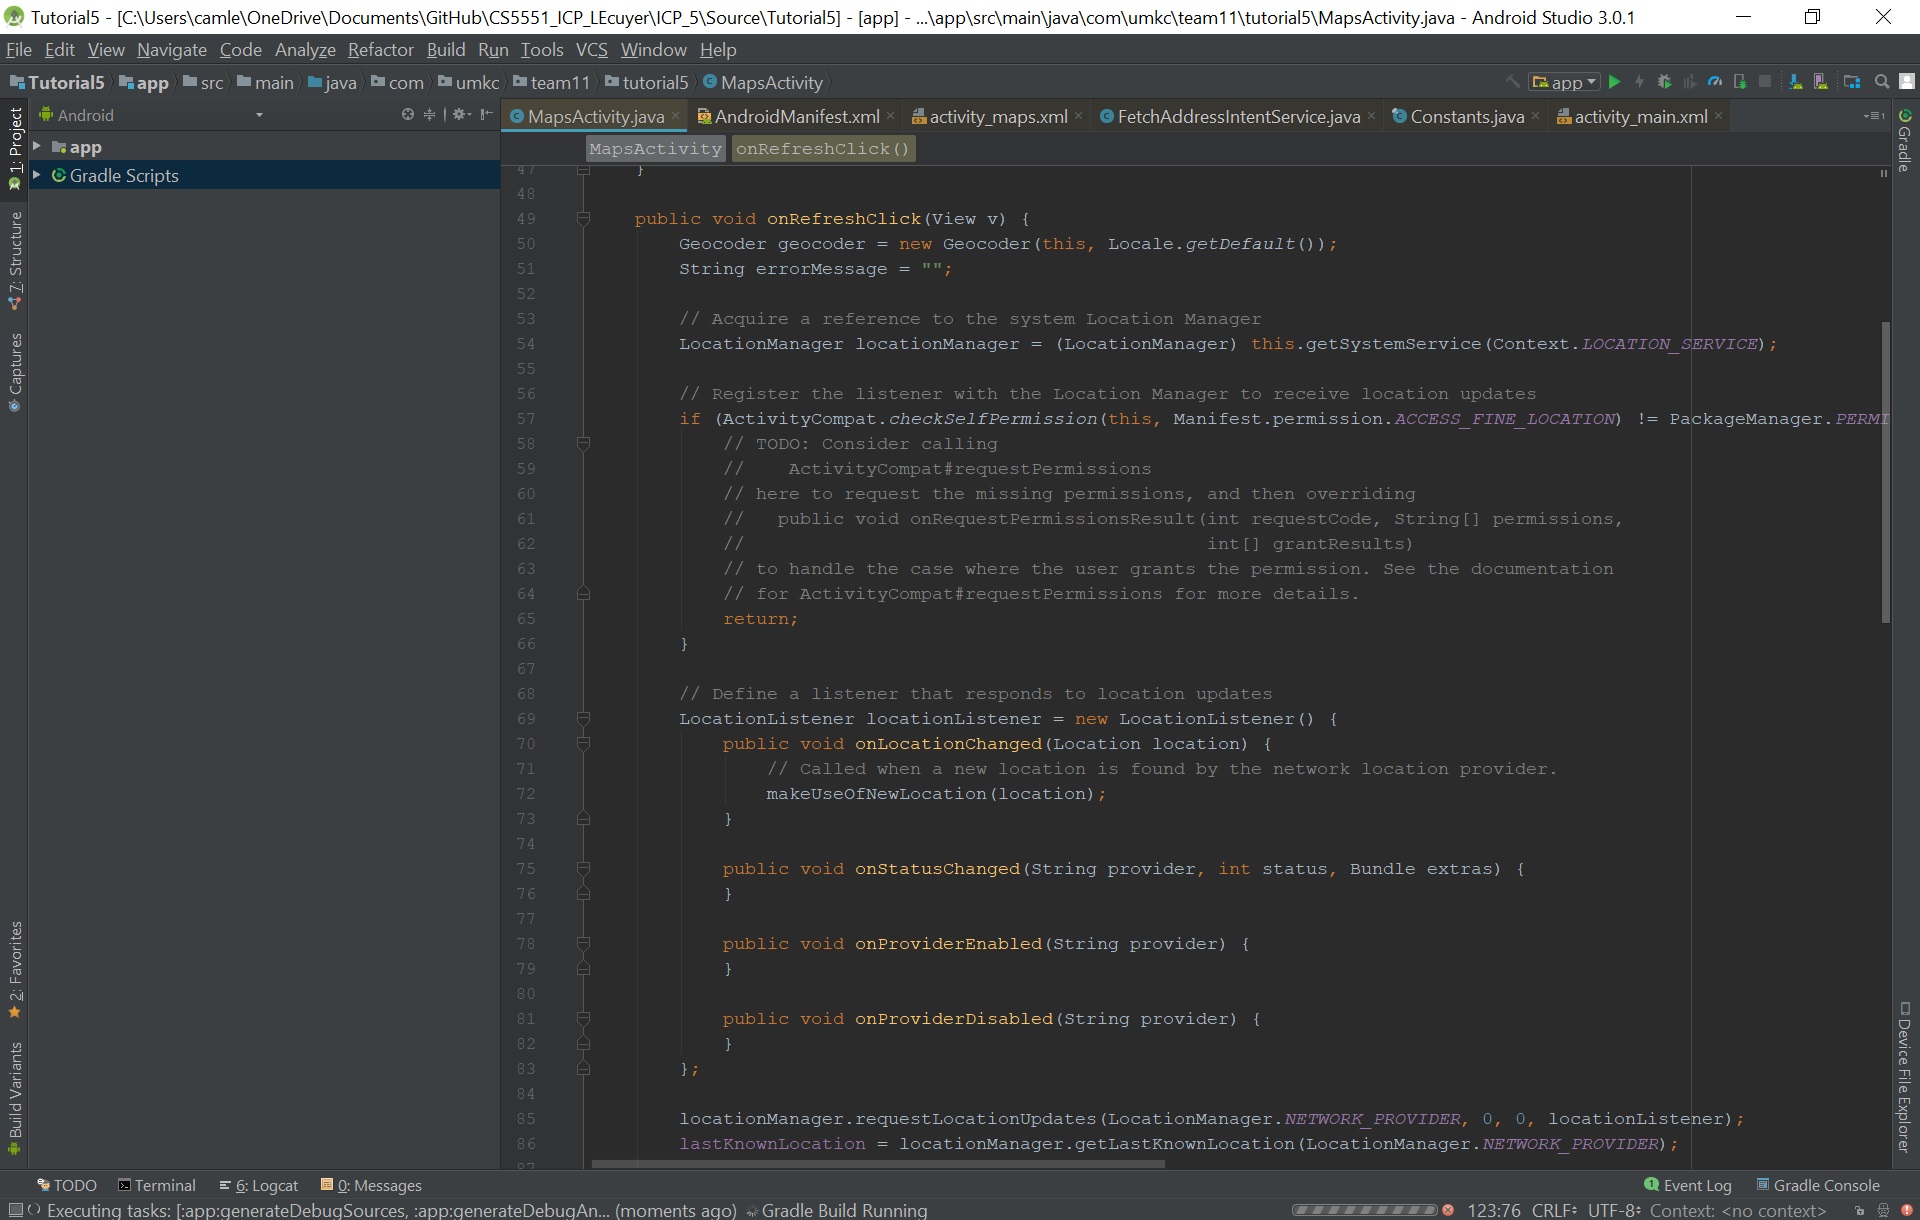 Tutorial5 - [C:\Users\camle\OneDrive\Documents\GitHub\CS5551_ICP_LEcuyer\ICP_5\Source\Tutorial5] - [app] - ...\app\src\main\java\com\umkc\team11\tutorial5\MapsActivity.java - Android Studio 3.0.1
File Edit View Navigate Code Analyze Refactor Build Run Tools VCS Window Help
Tutorial5 app src main java com umkc team11 tutorial5 MapsActivity app
Android
MapsActivity.java AndroidManifest.xml activity_maps.xml FetchAddressIntentService.java Constants.java activity_main.xml
1: Project
7: Structure
Captures
2: Favorites
Build Variants
app
Gradle Scripts
MapsActivity onRefreshClick()
47 }
48
49 public void onRefreshClick(View v) {
50 Geocoder geocoder = new Geocoder(this, Locale.getDefault());
51 String errorMessage = "";
52
53 // Acquire a reference to the system Location Manager
54 LocationManager locationManager = (LocationManager) this.getSystemService(Context.LOCATION_SERVICE);
55
56 // Register the listener with the Location Manager to receive location updates
57 if (ActivityCompat.checkSelfPermission(this, Manifest.permission.ACCESS_FINE_LOCATION) != PackageManager.PERMI
58 // TODO: Consider calling
59 //    ActivityCompat#requestPermissions
60 // here to request the missing permissions, and then overriding
61 //   public void onRequestPermissionsResult(int requestCode, String[] permissions,
62 //                                          int[] grantResults)
63 // to handle the case where the user grants the permission. See the documentation
64 // for ActivityCompat#requestPermissions for more details.
65 return;
66 }
67
68 // Define a listener that responds to location updates
69 LocationListener locationListener = new LocationListener() {
70 public void onLocationChanged(Location location) {
71 // Called when a new location is found by the network location provider.
72 makeUseOfNewLocation(location);
73 }
74
75 public void onStatusChanged(String provider, int status, Bundle extras) {
76 }
77
78 public void onProviderEnabled(String provider) {
79 }
80
81 public void onProviderDisabled(String provider) {
82 }
83 };
84
85 locationManager.requestLocationUpdates(LocationManager.NETWORK_PROVIDER, 0, 0, locationListener);
86 lastKnownLocation = locationManager.getLastKnownLocation(LocationManager.NETWORK_PROVIDER);
87
Gradle
Device File Explorer
TODO Terminal 6: Logcat 0: Messages 1 Event Log Gradle Console
Executing tasks: [:app:generateDebugSources, :app:generateDebugAn... (moments ago) Gradle Build Running 123:76 CRLF UTF-8 Context: <no context>